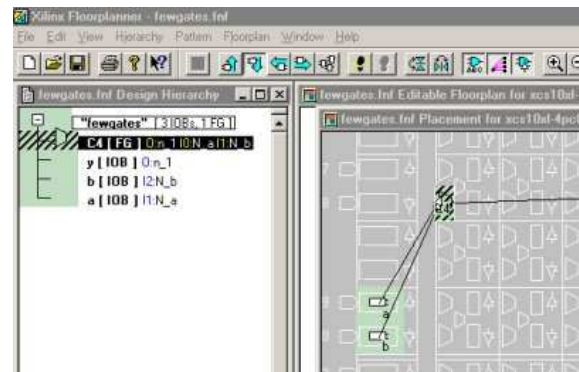 Xilinx Floorplanner - fewgates.fnf
File Edit View Hierarchy Pattern Floorplan Window Help
fewgates.fnf Design Hierarchy
fewgates.fnf Editable Floorplan for xcs10xl-
"fewgates" [ 3 IOBs, 1 FG ]
fewgates.fnf Placement for xcs10xl-4pc
C4 [ FG ] O:n_1 I0:N_a I1:N_b
y [ IOB ] O:n_1
b [ IOB ] I2:N_b
a [ IOB ] I1:N_a
a
b